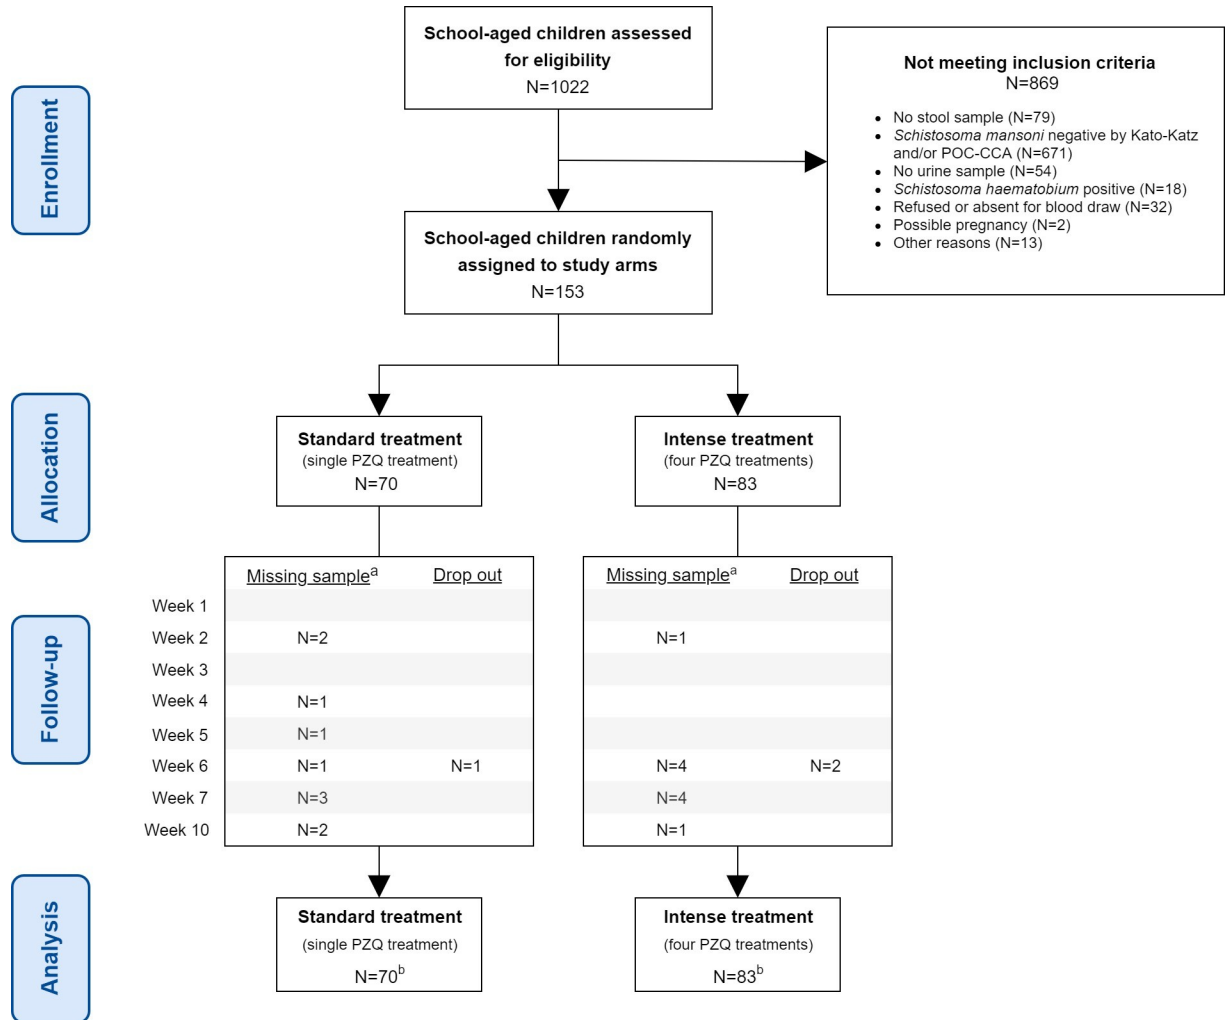 School-aged children assessed
for eligibility
N=1022
Not meeting inclusion criteria
N=869
• No stool sample (N=79)
• Schistosoma mansoni negative by Kato-Katz
and/or POC-CCA (N=671)
• No urine sample (N=54)
• Schistosoma haematobium positive (N=18)
• Refused or absent for blood draw (N=32)
• Possible pregnancy (N=2)
• Other reasons (N=13)
Enrollment
School-aged children randomly
assigned to study arms
N=153
Allocation
Standard treatment
(single PZQ treatment)
N=70
Intense treatment
(four PZQ treatments)
N=83
Follow-up
Missing sampleᵃ Drop out Missing sampleᵃ Drop out
Week 1
Week 2 N=2 N=1
Week 3
Week 4 N=1
Week 5 N=1
Week 6 N=1 N=1 N=4 N=2
Week 7 N=3 N=4
Week 10 N=2 N=1
Analysis
Standard treatment
(single PZQ treatment)
N=70ᵇ
Intense treatment
(four PZQ treatments)
N=83ᵇ